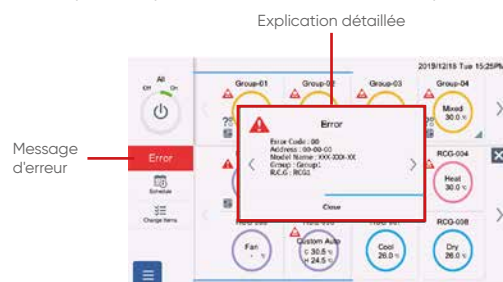 Explication détaillée
2019/12/18 Tue 15:25PM
All
Off On
Group-01
Group-02
Group-03
Group-04
Mixed
30.0 °c
Message
d'erreur
Error
Schedule
Change Items
Error
Error Code : 00
Address : 00-00-00
Model Name : XXX-XXX-XX
Group : Group1
R.C.G : RCG1
Close
RCG-004
Heat
30.0 °c
RCG-008
Fan
Custom Auto
C 30.5 °c
H 24.5 °c
Cool
26.0 °c
Dry
26.0 °c